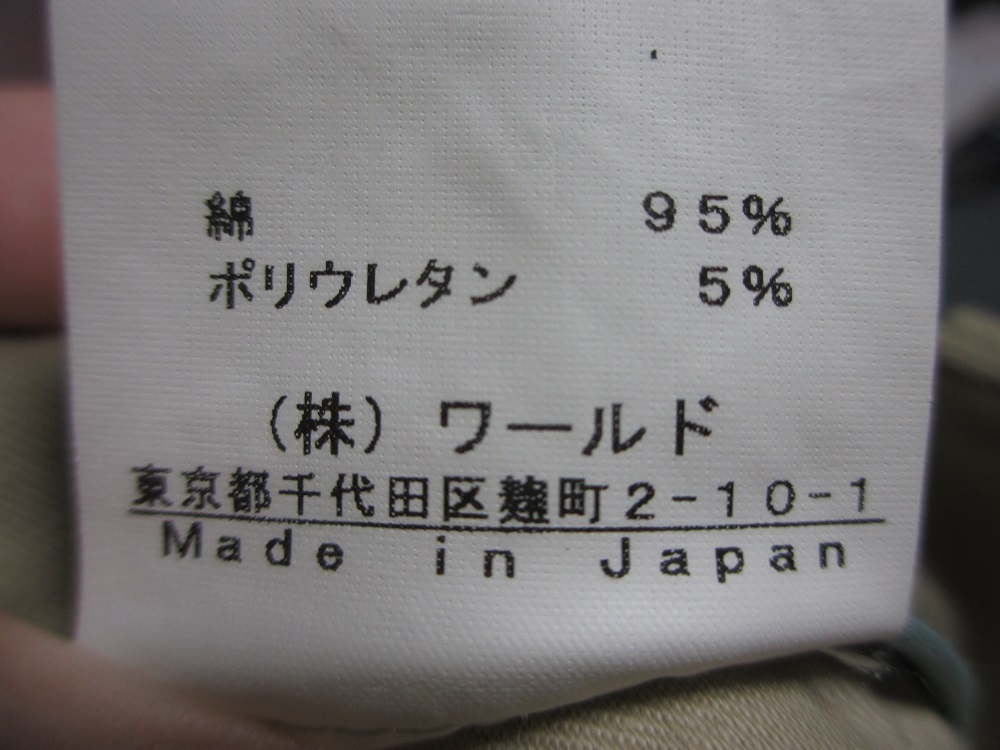 綿 95%
ポリウレタン 5%
(株) ワールド
東京都千代田区麹町2-10-1
Made in Japan